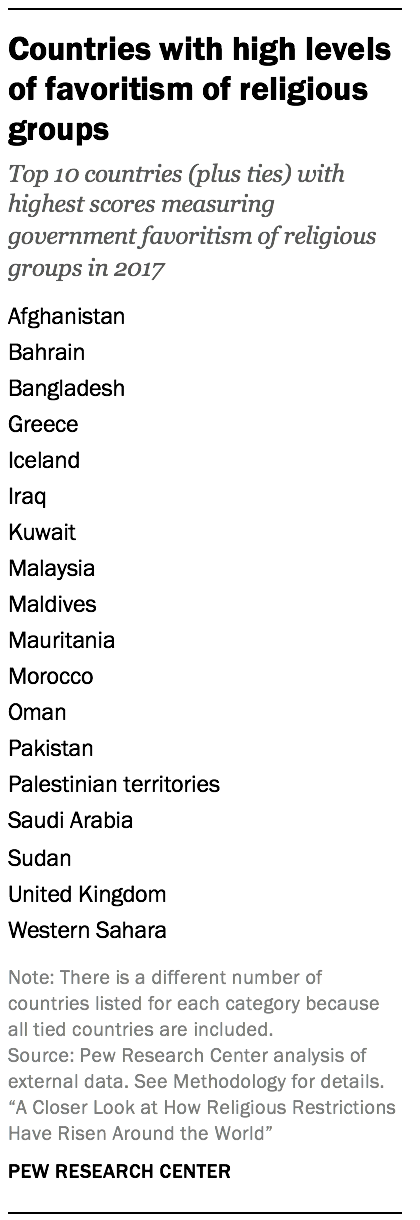 Countries with high levels
of favoritism of religious
groups
Top 10 countries (plus ties) with
highest scores measuring
government favoritism of religious
groups in 2017
Afghanistan
Bahrain
Bangladesh
Greece
Iceland
Iraq
Kuwait
Malaysia
Maldives
Mauritania
Morocco
Oman
Pakistan
Palestinian territories
Saudi Arabia
Sudan
United Kingdom
Western Sahara
Note: There is a different number of
countries listed for each category because
all tied countries are included.
Source: Pew Research Center analysis of
external data. See Methodology for details.
“A Closer Look at How Religious Restrictions
Have Risen Around the World”
PEW RESEARCH CENTER